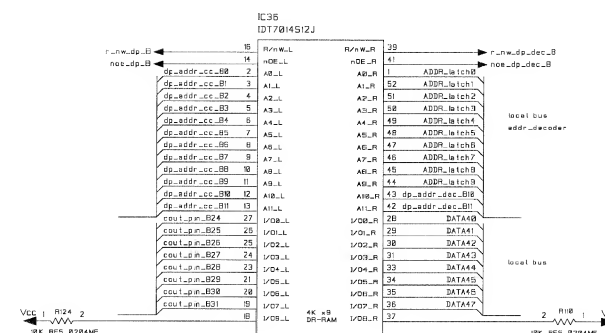 IC36
IDT7014S12J
r_nw_dp_B 16 R/nW_L R/nW_R 39 r_nw_dp_dec_B
noe_dp_B 14 nOE_L nOE_R 41 noe_dp_dec_B
dp_addr_cc_B0 2 A0_L A0_R 1 ADDR_latch0
dp_addr_cc_B1 3 A1_L A1_R 52 ADDR_latch1
dp_addr_cc_B2 4 A2_L A2_R 51 ADDR_latch2
dp_addr_cc_B3 5 A3_L A3_R 50 ADDR_latch3
local bus
dp_addr_cc_B4 6 A4_L A4_R 49 ADDR_latch4
dp_addr_cc_B5 7 A5_L A5_R 48 ADDR_latch5
addr_decoder
dp_addr_cc_B6 8 A6_L A6_R 47 ADDR_latch6
dp_addr_cc_B7 9 A7_L A7_R 46 ADDR_latch7
dp_addr_cc_B8 10 A8_L A8_R 45 ADDR_latch8
dp_addr_cc_B9 11 A9_L A9_R 44 ADDR_latch9
dp_addr_cc_B10 12 A10_L A10_R 43 dp_addr_dec_B10
dp_addr_cc_B11 13 A11_L A11_R 42 dp_addr_dec_B11
cout_pin_B24 27 I/O0_L I/O0_R 28 DATA40
cout_pin_B25 26 I/O1_L I/O1_R 29 DATA41
cout_pin_B26 25 I/O2_L I/O2_R 30 DATA42
cout_pin_B27 24 I/O3_L I/O3_R 31 DATA43
local bus
cout_pin_B28 23 I/O4_L I/O4_R 33 DATA44
cout_pin_B29 21 I/O5_L I/O5_R 34 DATA45
cout_pin_B30 20 I/O6_L I/O6_R 35 DATA46
cout_pin_B31 19 I/O7_L I/O7_R 36 DATA47
Vcc 1 R124 2 18 I/O8_L 4K x9 I/O8_R 37 2 R110 1
DR-RAM
10K RES_0204MF 10K RES_0204MF